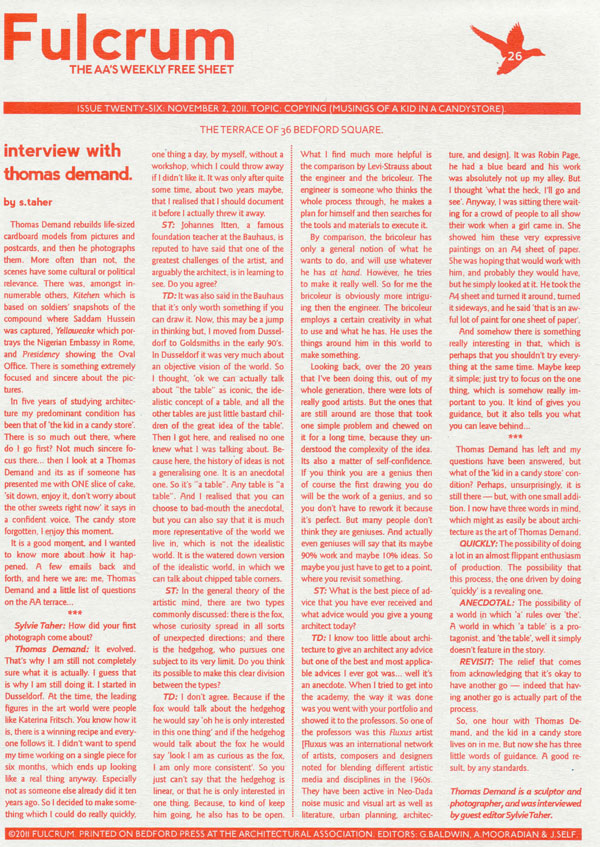 Fulcrum
THE AA'S WEEKLY FREE SHEET
26
ISSUE TWENTY-SIX: NOVEMBER 2, 2011. TOPIC: COPYING (MUSINGS OF A KID IN A CANDYSTORE).
THE TERRACE OF 36 BEDFORD SQUARE.
interview with
thomas demand.
by s.taher
Thomas Demand rebuilds life-sized
cardboard models from pictures and
postcards, and then he photographs
them. More often than not, the
scenes have some cultural or political
relevance. There was, amongst in-
numerable others, Kitchen which is
based on soldiers' snapshots of the
compound where Saddam Hussein
was captured, Yellowcake which por-
trays the Nigerian Embassy in Rome,
and Presidency showing the Oval
Office. There is something extremely
focused and sincere about the pic-
tures.
In five years of studying architec-
ture my predominant condition has
been that of 'the kid in a candy store'.
There is so much out there, where
do I go first? Not much sincere fo-
cus there... then I look at a Thomas
Demand and its as if someone has
presented me with ONE slice of cake,
'sit down, enjoy it, don't worry about
the other sweets right now' it says in
a confident voice. The candy store
forgotten, I enjoy this moment.
It is a good moment, and I wanted
to know more about how it hap-
pened. A few emails back and
forth, and here we are: me, Thomas
Demand and a little list of questions
on the AA terrace...
***
Sylvie Taher: How did your first
photograph come about?
Thomas Demand: It evolved.
That's why I am still not completely
sure what it is actually. I guess that
is why I am still doing it. I started in
Dusseldorf. At the time, the leading
figures in the art world were people
like Katerina Fritsch. You know how it
is, there is a winning recipe and every-
one follows it. I didn't want to spend
my time working on a single piece for
six months, which ends up looking
like a real thing anyway. Especially
not as someone else already did it ten
years ago. So I decided to make some-
thing which I could do really quickly,
one thing a day, by myself, without a
workshop, which I could throw away
if I didn't like it. It was only after quite
some time, about two years maybe,
that I realised that I should document
it before I actually threw it away.
ST: Johannes Itten, a famous
foundation teacher at the Bauhaus, is
reputed to have said that one of the
greatest challenges of the artist, and
arguably the architect, is in learning to
see. Do you agree?
TD: It was also said in the Bauhaus
that it's only worth something if you
can draw it. Now, this may be a jump
in thinking but, I moved from Dussel-
dorf to Goldsmiths in the early 90's.
In Dusseldorf it was very much about
an objective vision of the world. So
I thought, 'ok we can actually talk
about "the table" as iconic, the ide-
alistic concept of a table, and all the
other tables are just little bastard chil-
dren of the great idea of the table'.
Then I got here, and realised no one
knew what I was talking about. Be-
cause here, the history of ideas is not
a generalising one. It is an anecdotal
one. So it's "a table". Any table is "a
table". And I realised that you can
choose to bad-mouth the anecdotal,
but you can also say that it is much
more representative of the world we
live in, which is not the idealistic
world. It is the watered down version
of the idealistic world, in which we
can talk about chipped table corners.
ST: In the general theory of the
artistic mind, there are two types
commonly discussed: there is the fox,
whose curiosity spread in all sorts
of unexpected directions; and there
is the hedgehog, who pursues one
subject to its very limit. Do you think
its possible to make this clear division
between the types?
TD: I don't agree. Because if the
fox would talk about the hedgehog
he would say 'oh he is only interested
in this one thing' and if the hedgehog
would talk about the fox he would
say 'look I am as curious as the fox.
I am only more consistent'. So you
just can't say that the hedgehog is
linear, or that he is only interested in
one thing. Because, to kind of keep
him going, he also has to be open.
What I find much more helpful is
the comparison by Levi-Strauss about
the engineer and the bricoleur. The
engineer is someone who thinks the
whole process through, he makes a
plan for himself and then searches for
the tools and materials to execute it.
By comparison, the bricoleur has
only a general notion of what he
wants to do, and will use whatever
he has at hand. However, he tries
to make it really well. So for me the
bricoleur is obviously more intrigu-
ing then the engineer. The bricoleur
employs a certain creativity in what
to use and what he has. He uses the
things around him in this world to
make something.
Looking back, over the 20 years
that I've been doing this, out of my
whole generation, there were lots of
really good artists. But the ones that
are still around are those that took
one simple problem and chewed on
it for a long time, because they un-
derstood the complexity of the idea.
Its also a matter of self-confidence.
If you think you are a genius then
of course the first drawing you do
will be the work of a genius, and so
you don't have to rework it because
it's perfect. But many people don't
think they are geniuses. And actually
even geniuses will say that its maybe
90% work and maybe 10% ideas. So
maybe you just have to get to a point,
where you revisit something.
ST: What is the best piece of ad-
vice that you have ever received and
what advice would you give a young
architect today?
TD: I know too little about archi-
tecture to give an architect any advice
but one of the best and most applica-
ble advices I ever got was... well it's
an anecdote. When I tried to get into
the academy, the way it was done
was you went with your portfolio and
showed it to the professors. So one of
the professors was this Fluxus artist
[Fluxus was an international network
of artists, composers and designers
noted for blending different artistic
media and disciplines in the 1960s.
They have been active in Neo-Dada
noise music and visual art as well as
literature, urban planning, architec-
ture, and design]. It was Robin Page,
he had a blue beard and his work
was absolutely not up my alley. But
I thought 'what the heck, I'll go and
see'. Anyway, I was sitting there wait-
ing for a crowd of people to all show
their work when a girl came in. She
showed him these very expressive
paintings on an A4 sheet of paper.
She was hoping that would work with
him, and probably they would have,
but he simply looked at it. He took the
A4 sheet and turned it around, turned
it sideways, and he said 'that is an aw-
ful lot of paint for one sheet of paper'.
And somehow there is something
really interesting in that, which is
perhaps that you shouldn't try every-
thing at the same time. Maybe keep
it simple; just try to focus on the one
thing, which is somehow really im-
portant to you. It kind of gives you
guidance, but it also tells you what
you can leave behind...
***
Thomas Demand has left and my
questions have been answered, but
what of the 'kid in a candy store' con-
dition? Perhaps, unsurprisingly, it is
still there — but, with one small addi-
tion. I now have three words in mind,
which might as easily be about archi-
tecture as the art of Thomas Demand.
QUICKLY: The possibility of doing
a lot in an almost flippant enthusiasm
of production. The possibility that
this process, the one driven by doing
'quickly' is a revealing one.
ANECDOTAL: The possibility of
a world in which 'a' rules over 'the'.
A world in which 'a table' is a pro-
tagonist, and 'the table', well it simply
doesn't feature in the story.
REVISIT: The relief that comes
from acknowledging that it's okay to
have another go — indeed that hav-
ing another go is actually part of the
process.
So, one hour with Thomas De-
mand, and the kid in a candy store
lives on in me. But now she has three
little words of guidance. A good re-
sult, by any standards.
Thomas Demand is a sculptor and
photographer, and was interviewed
by guest editor Sylvie Taher.
©2011 FULCRUM. PRINTED ON BEDFORD PRESS AT THE ARCHITECTURAL ASSOCIATION. EDITORS: G.BALDWIN, A.MOORADIAN & J.SELF.